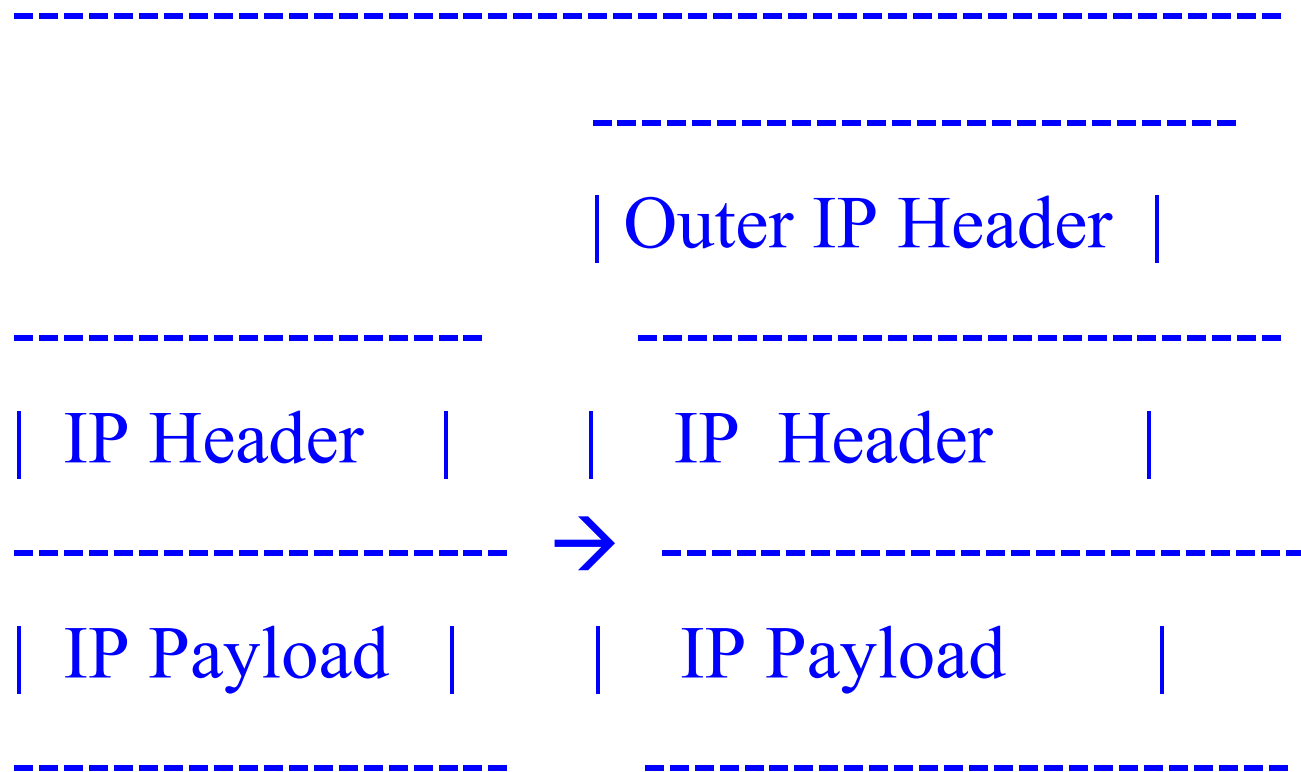 ---------------------------------------------------
--------------------------
| Outer IP Header  |
-------------------     --------------------------
|  IP Header    |      |    IP  Header       |
--------------------  →  --------------------------
|  IP Payload   |      |    IP Payload       |
--------------------     --------------------------